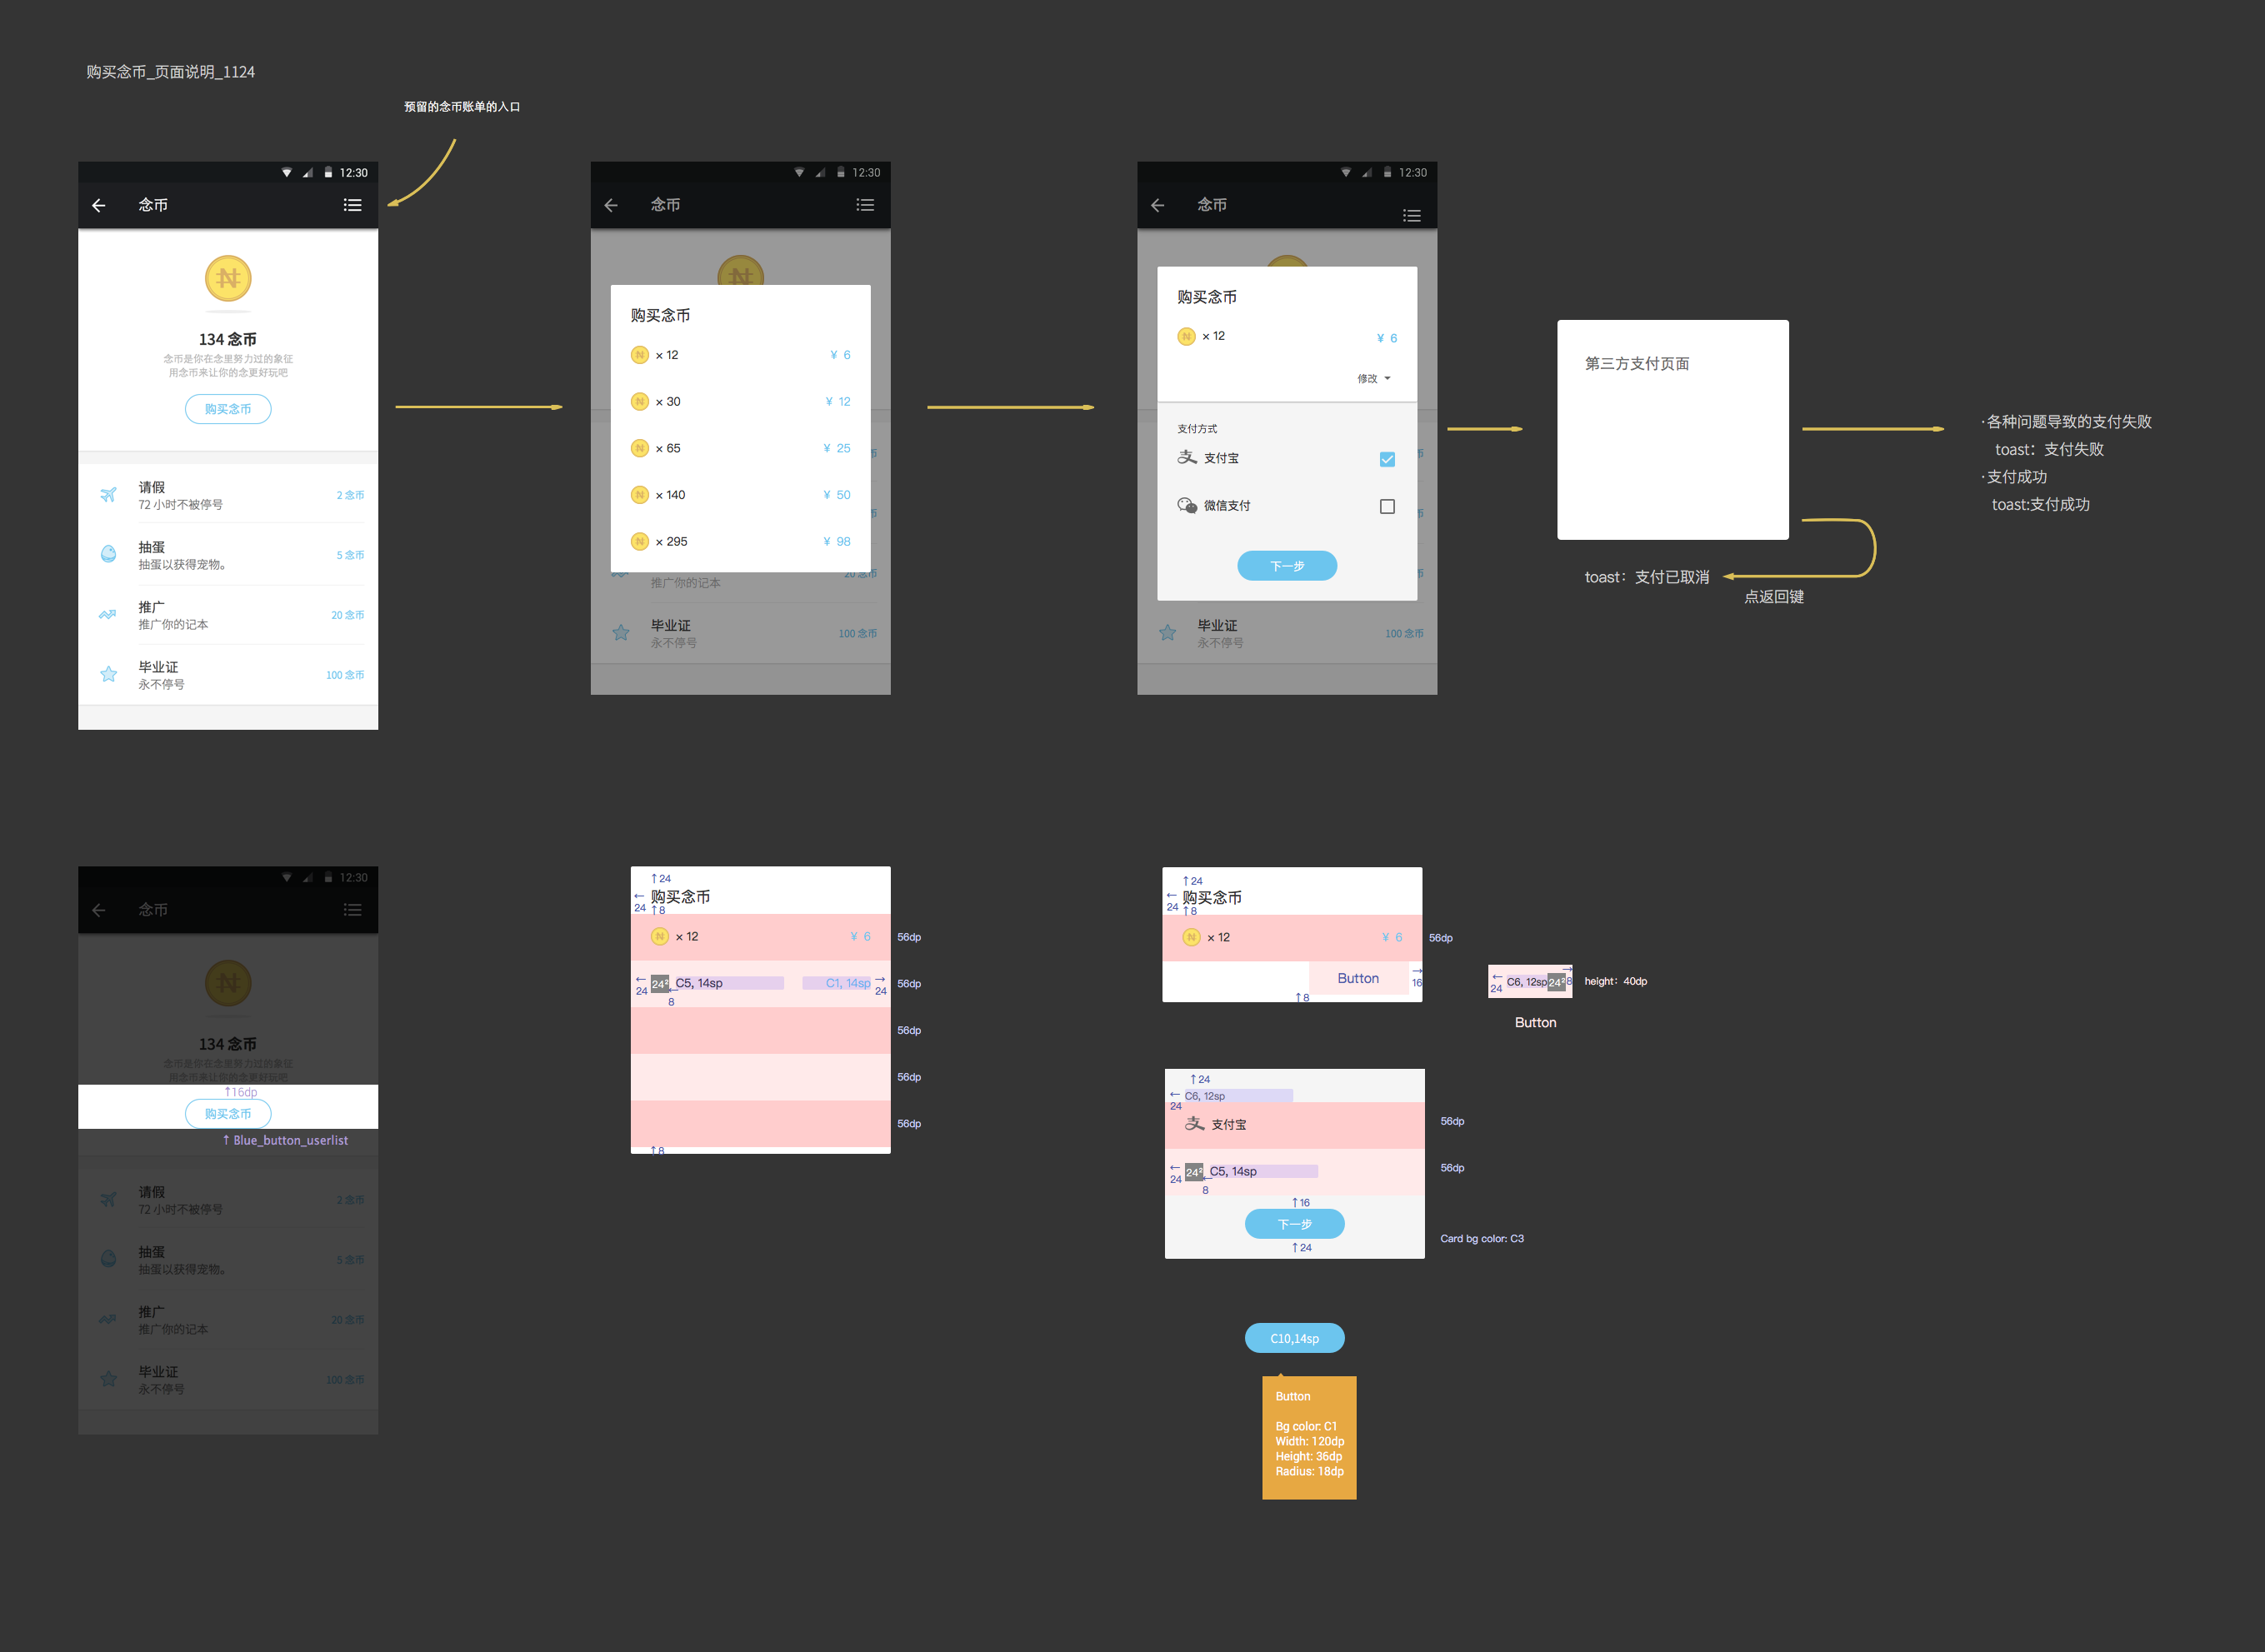 购买念币_页面说明_1124
预留的念币账单的入口
12:30
念币
134 念币
念币是你在念里努力过的象征
用念币来让你的念更好玩吧
购买念币
请假
2 念币
72 小时不被停号
抽蛋
5 念币
抽蛋以获得宠物。
推广
20 念币
推广你的记本
毕业证
100 念币
永不停号
12:30
念币
购买念币
× 12
¥ 6
× 30
¥ 12
× 65
¥ 25
× 140
¥ 50
× 295
¥ 98
20 念币
推广你的记本
毕业证
100 念币
永不停号
12:30
念币
购买念币
× 12
¥ 6
修改
支付方式
支付宝
微信支付
下一步
毕业证
100 念币
永不停号
第三方支付页面
·各种问题导致的支付失败
toast：支付失败
·支付成功
toast:支付成功
toast：支付已取消
点返回键
12:30
念币
134 念币
念币是你在念里努力过的象征
用念币来让你的念更好玩吧
↑16dp
购买念币
↑ Blue_button_userlist
请假
2 念币
72 小时不被停号
抽蛋
5 念币
抽蛋以获得宠物。
推广
20 念币
推广你的记本
毕业证
100 念币
永不停号
↑24
购买念币
←
24
↑8
× 12
¥ 6
56dp
←
24
24²
C5, 14sp
←
8
C1, 14sp
→
24
56dp
56dp
56dp
56dp
↑8
↑24
购买念币
←
24
↑8
× 12
¥ 6
56dp
Button
→
16
↑8
←
24
C6, 12sp
24²
→
8
height：40dp
Button
↑24
←
24
C6, 12sp
支付宝
56dp
←
24
24²
C5, 14sp
←
8
56dp
↑16
下一步
↑24
Card bg color: C3
C10,14sp
Button
Bg color: C1
Width: 120dp
Height: 36dp
Radius: 18dp